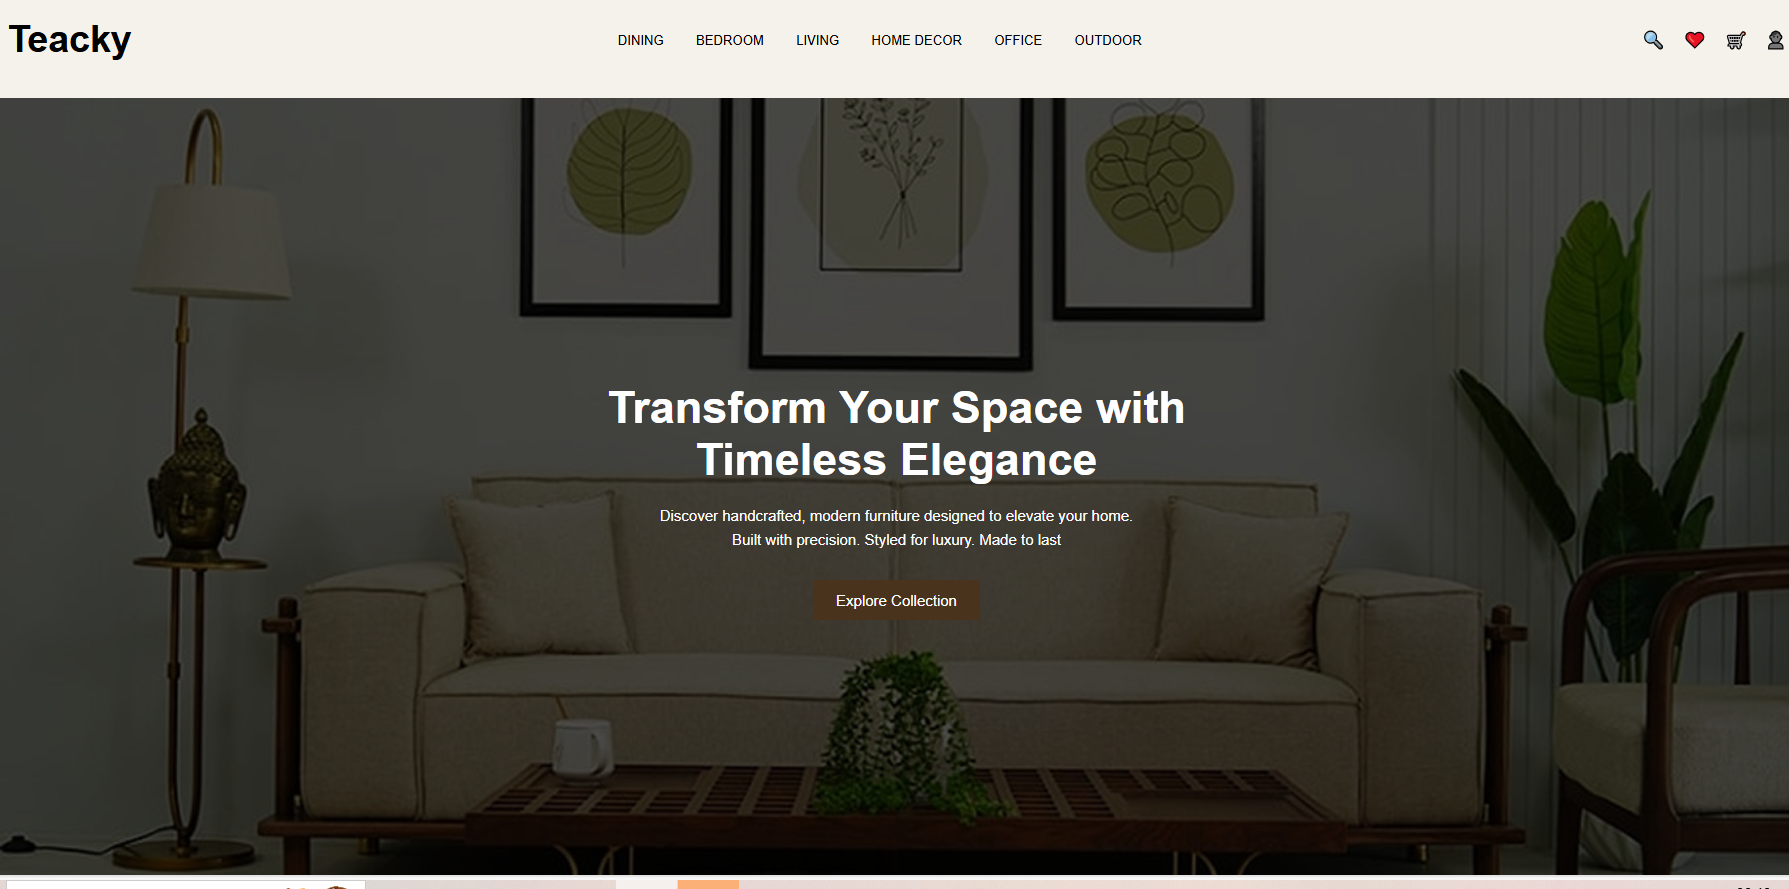 Teacky
DINING BEDROOM LIVING HOME DECOR OFFICE OUTDOOR
Transform Your Space with
Timeless Elegance
Discover handcrafted, modern furniture designed to elevate your home.
Built with precision. Styled for luxury. Made to last
Explore Collection